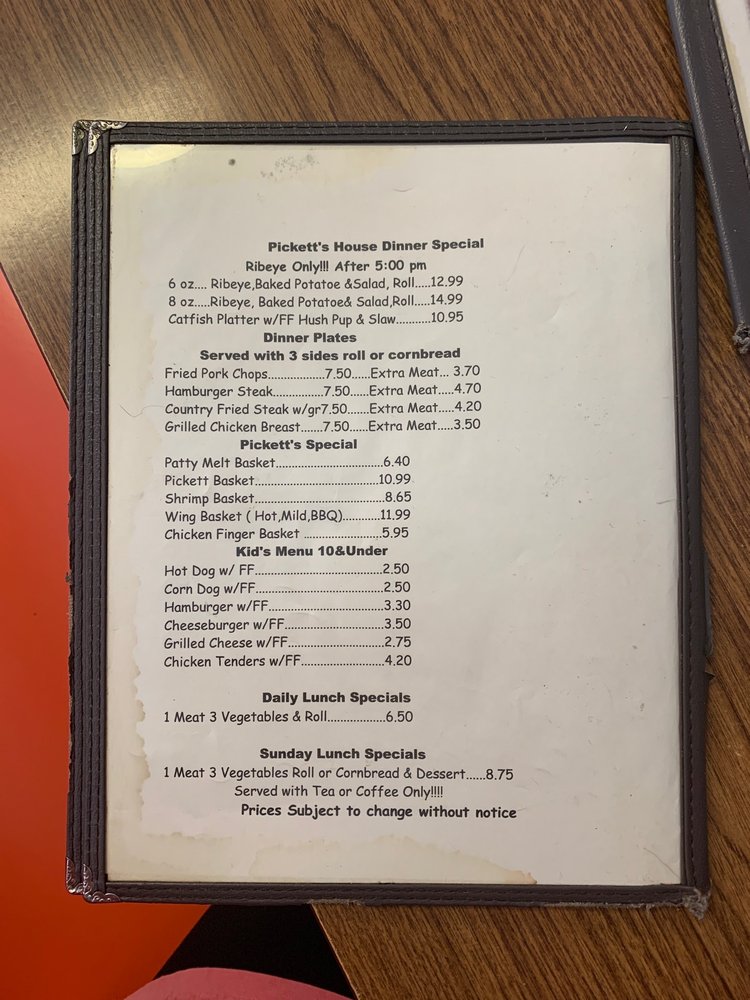 Pickett's House Dinner Special
Ribeye Only!!! After 5:00 pm
6 oz.... Ribeye,Baked Potatoe &Salad, Roll.....12.99
8 oz.....Ribeye, Baked Potatoe& Salad,Roll.....14.99
Catfish Platter w/FF Hush Pup & Slaw...........10.95
Dinner Plates
Served with 3 sides roll or cornbread
Fried Pork Chops..................7.50......Extra Meat... 3.70
Hamburger Steak................7.50.....Extra Meat.....4.70
Country Fried Steak w/gr7.50......Extra Meat.....4.20
Grilled Chicken Breast.......7.50....Extra Meat.....3.50
Pickett's Special
Patty Melt Basket..................................6.40
Pickett Basket.......................................10.99
Shrimp Basket.........................................8.65
Wing Basket ( Hot,Mild,BBQ)............11.99
Chicken Finger Basket .........................5.95
Kid's Menu 10&Under
Hot Dog w/ FF.........................................2.50
Corn Dog w/FF.........................................2.50
Hamburger w/FF.....................................3.30
Cheeseburger w/FF................................3.50
Grilled Cheese w/FF...............................2.75
Chicken Tenders w/FF...........................4.20
Daily Lunch Specials
1 Meat 3 Vegetables & Roll...................6.50
Sunday Lunch Specials
1 Meat 3 Vegetables Roll or Cornbread & Dessert......8.75
Served with Tea or Coffee Only!!!!
Prices Subject to change without notice